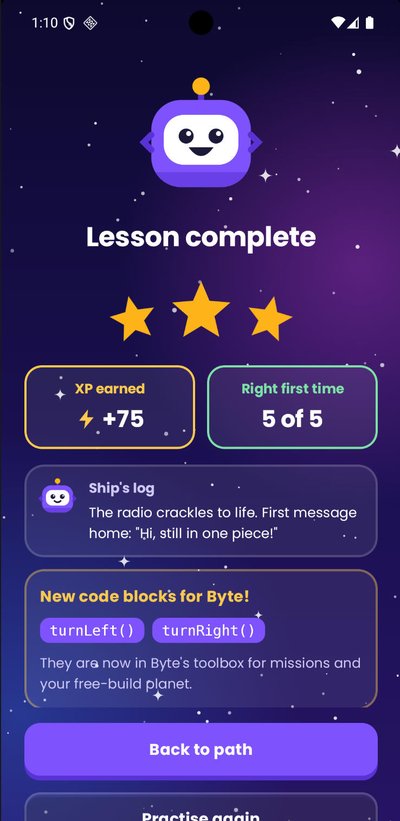 1:10
Lesson complete
XP earned
+75
Right first time
5 of 5
Ship's log
The radio crackles to life. First message
home: "Hi, still in one piece!"
New code blocks for Byte!
turnLeft() turnRight()
They are now in Byte's toolbox for missions and
your free-build planet.
Back to path
Practise again